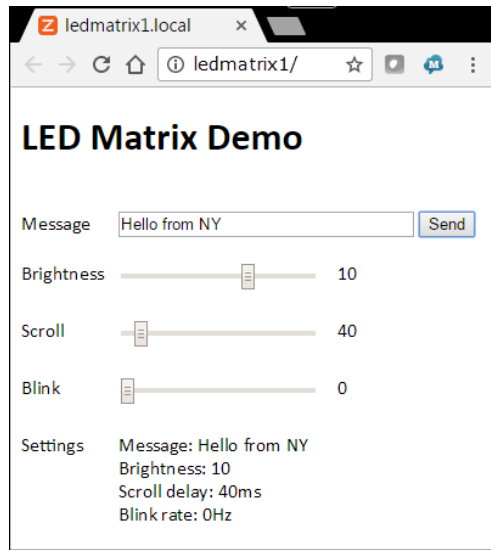 ledmatrix1.local
ledmatrix1/
LED Matrix Demo
Message Hello from NY Send
Brightness 10
Scroll 40
Blink 0
Settings Message: Hello from NY
Brightness: 10
Scroll delay: 40ms
Blink rate: 0Hz